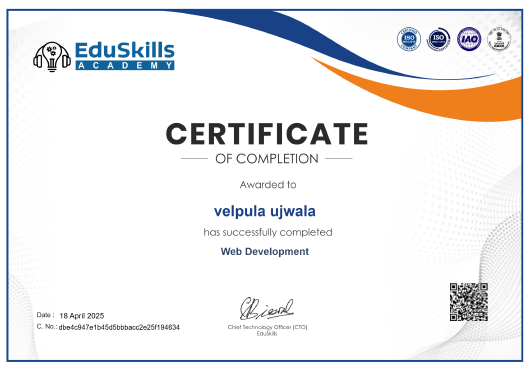 EduSkills
ACADEMY
ISO
ISO
IAO
CERTIFICATE
OF COMPLETION
Awarded to
velpula ujwala
has successfully completed
Web Development
Date : 18 April 2025
C. No.: dbe4c947e1b45d5bbbacc2e25f194634
Chief Technology Officer (CTO)
EduSkills